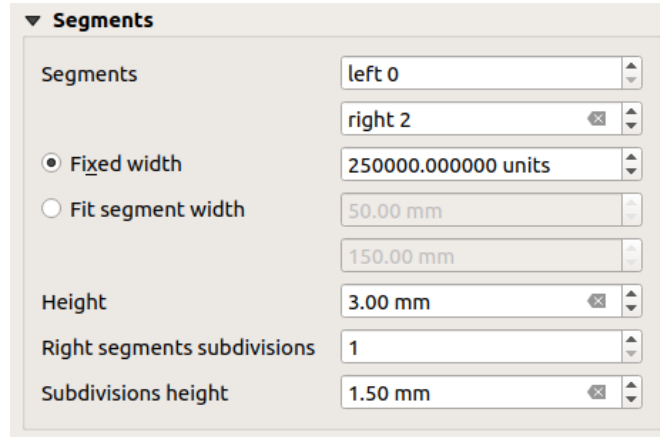 Segments
Segments left 0
right 2
Fixed width 250000.000000 units
Fit segment width 50.00 mm
150.00 mm
Height 3.00 mm
Right segments subdivisions 1
Subdivisions height 1.50 mm